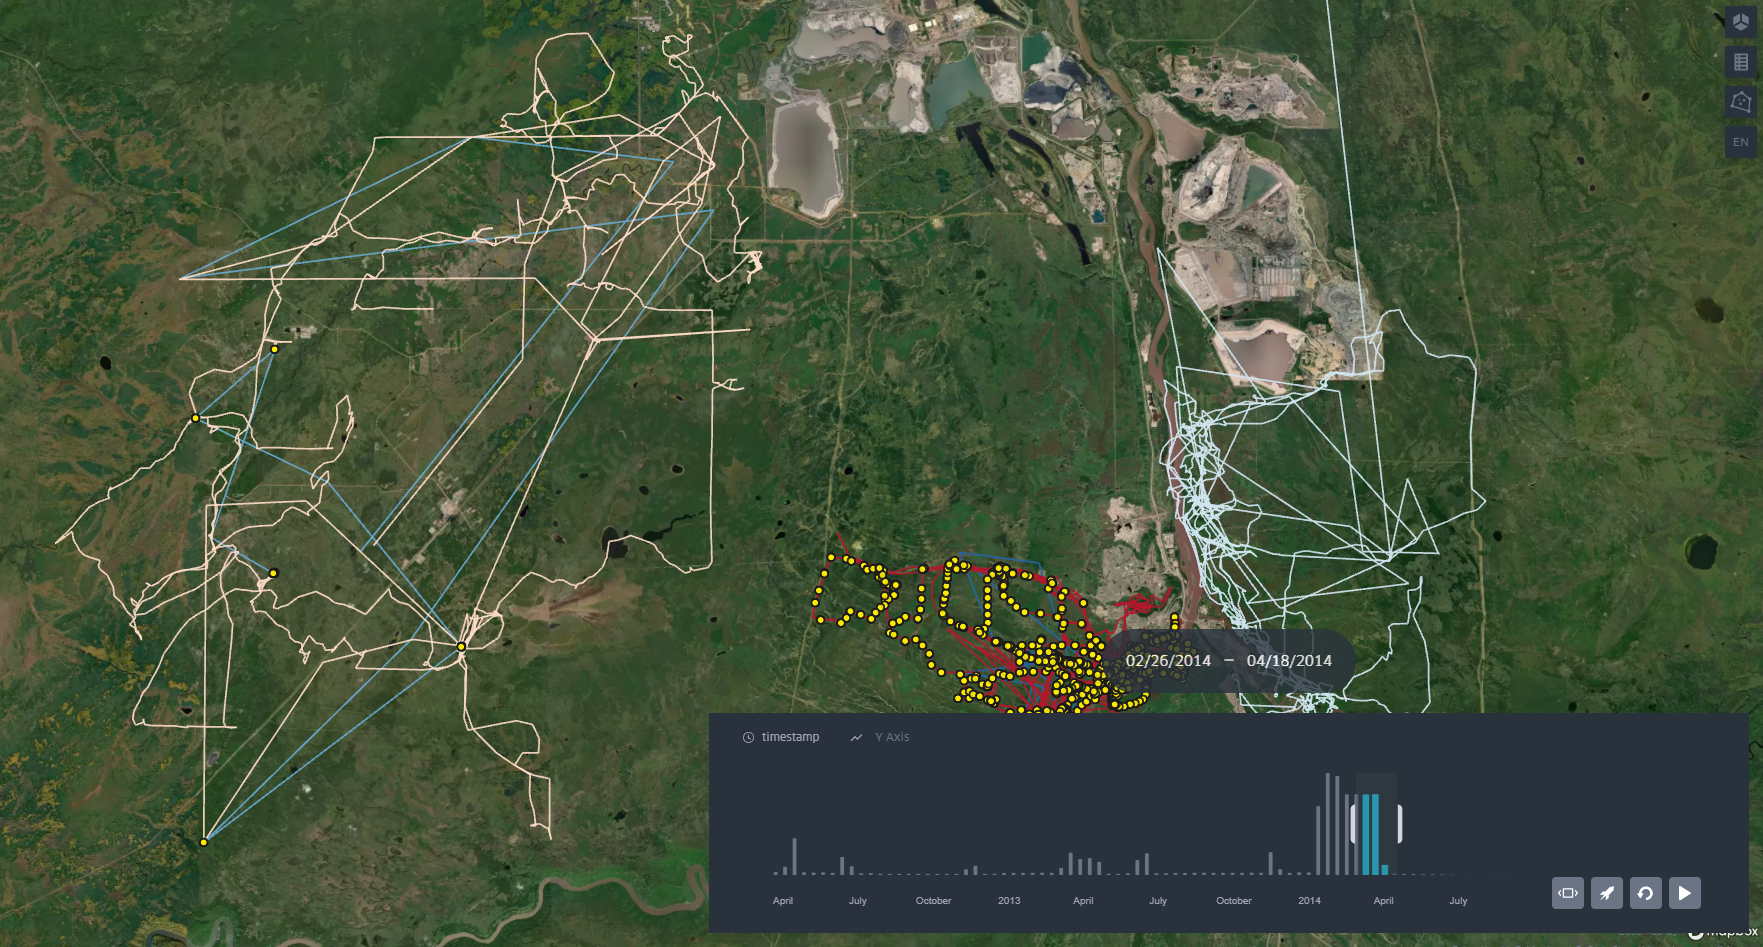 EN
02/26/2014 – 04/18/2014
timestamp Y Axis
April July October 2013 April July October 2014 April July
mapbox